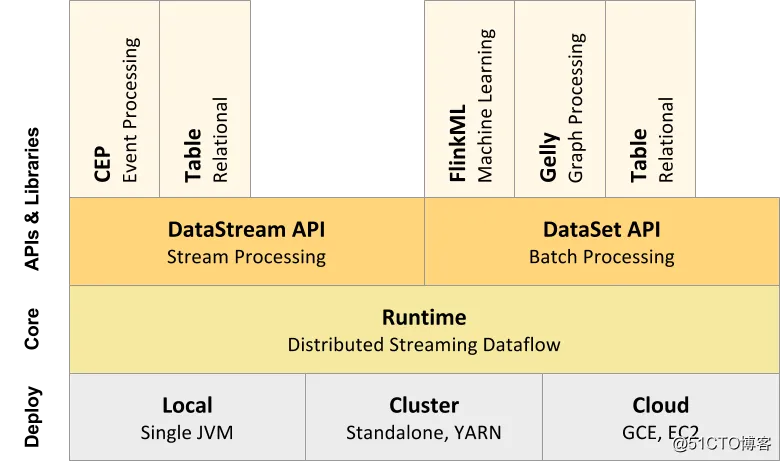 CEP
Event Processing
Table
Relational
FlinkML
Machine Learning
Gelly
Graph Processing
Table
Relational
APIs & Libraries
DataStream API
Stream Processing
DataSet API
Batch Processing
Core
Runtime
Distributed Streaming Dataflow
Deploy
Local
Single JVM
Cluster
Standalone, YARN
Cloud
GCE, EC2
@51CTO博客